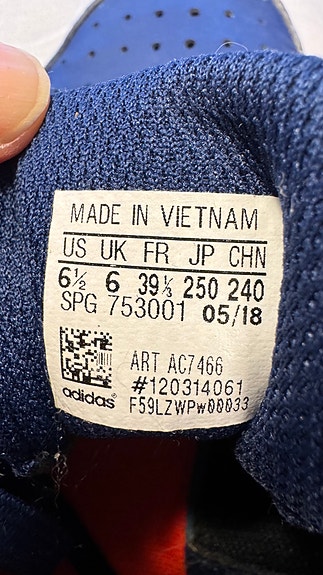 MADE IN VIETNAM
US UK FR JP CHN
6½ 6 39⅓ 250 240
SPG 753001 05/18
ART AC7466
#120314061
adidas F59LZWPw00033